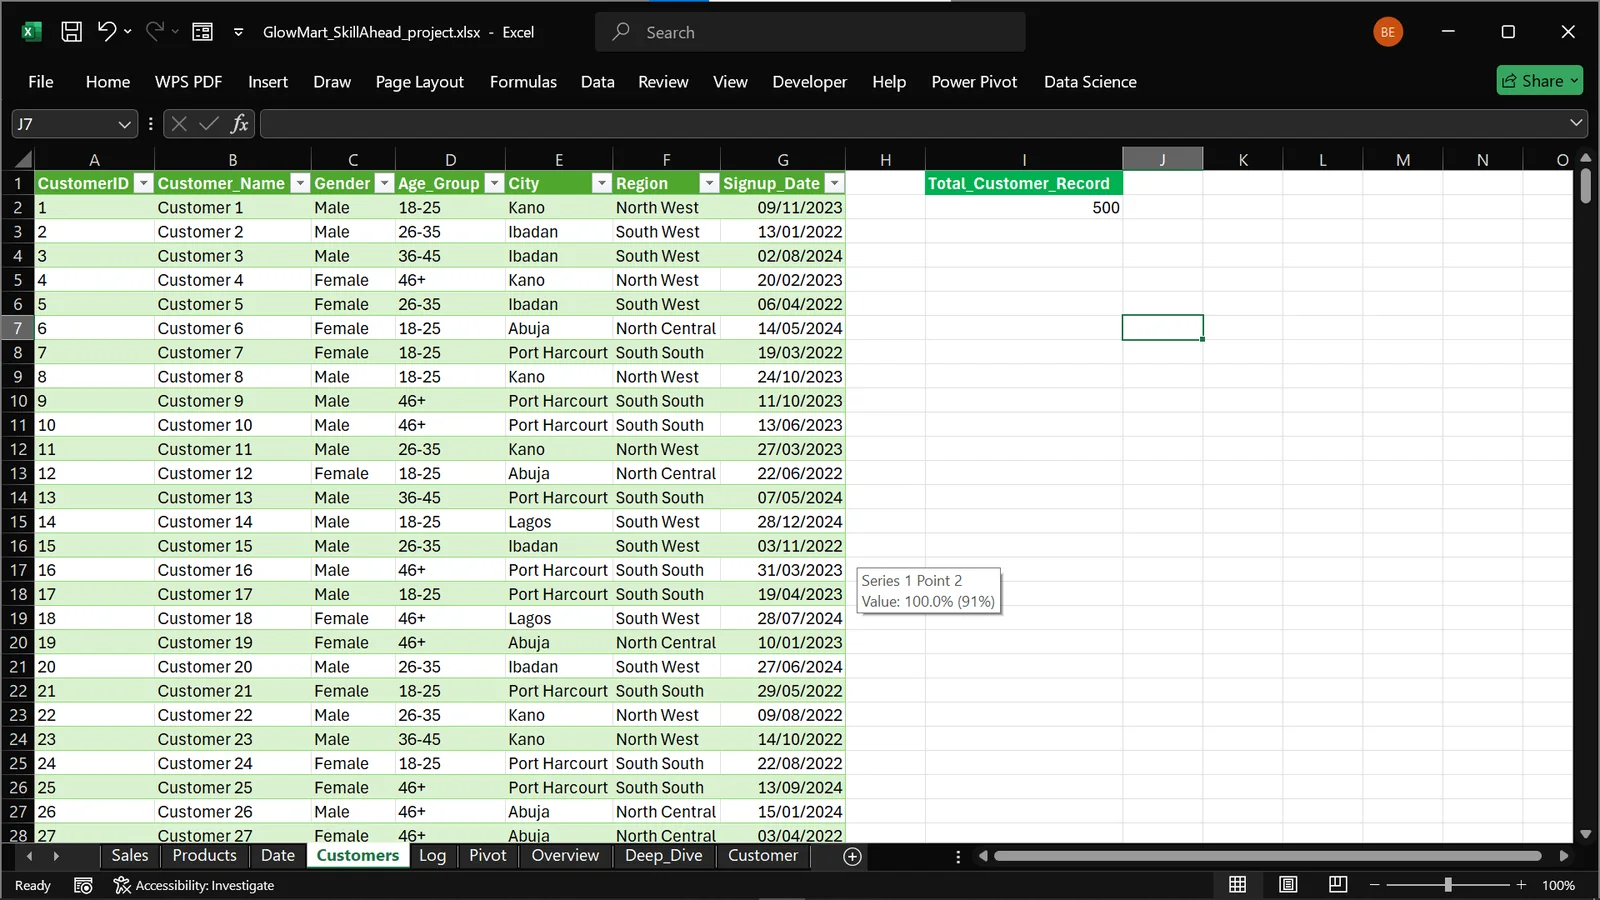 GlowMart_SkillAhead_project.xlsx - Excel
Search
BE
File Home WPS PDF Insert Draw Page Layout Formulas Data Review View Developer Help Power Pivot Data Science
Share
J7
fx
A B C D E F G H I J K L M N O
1 CustomerID Customer_Name Gender Age_Group City Region Signup_Date Total_Customer_Record
2 1 Customer 1 Male 18-25 Kano North West 09/11/2023 500
3 2 Customer 2 Male 26-35 Ibadan South West 13/01/2022
4 3 Customer 3 Male 36-45 Ibadan South West 02/08/2024
5 4 Customer 4 Female 46+ Kano North West 20/02/2023
6 5 Customer 5 Female 26-35 Ibadan South West 06/04/2022
7 6 Customer 6 Female 18-25 Abuja North Central 14/05/2024
8 7 Customer 7 Female 18-25 Port Harcourt South South 19/03/2022
9 8 Customer 8 Male 18-25 Kano North West 24/10/2023
10 9 Customer 9 Male 46+ Port Harcourt South South 11/10/2023
11 10 Customer 10 Male 46+ Port Harcourt South South 13/06/2023
12 11 Customer 11 Male 26-35 Kano North West 27/03/2023
13 12 Customer 12 Female 18-25 Abuja North Central 22/06/2022
14 13 Customer 13 Male 36-45 Port Harcourt South South 07/05/2024
15 14 Customer 14 Male 18-25 Lagos South West 28/12/2024
16 15 Customer 15 Male 26-35 Ibadan South West 03/11/2022
17 16 Customer 16 Male 46+ Port Harcourt South South 31/03/2023
Series 1 Point 2
18 17 Customer 17 Male 18-25 Port Harcourt South South 19/04/2023
Value: 100.0% (91%)
19 18 Customer 18 Female 46+ Lagos South West 28/07/2024
20 19 Customer 19 Female 46+ Abuja North Central 10/01/2023
21 20 Customer 20 Male 26-35 Ibadan South West 27/06/2024
22 21 Customer 21 Female 18-25 Port Harcourt South South 29/05/2022
23 22 Customer 22 Male 26-35 Kano North West 09/08/2022
24 23 Customer 23 Male 36-45 Kano North West 14/10/2022
25 24 Customer 24 Female 18-25 Port Harcourt South South 22/08/2022
26 25 Customer 25 Female 46+ Port Harcourt South South 13/09/2024
27 26 Customer 26 Male 46+ Abuja North Central 15/01/2024
28 27 Customer 27 Female 46+ Abuja North Central 03/04/2022
Sales Products Date Customers Log Pivot Overview Deep_Dive Customer
Ready Accessibility: Investigate 100%